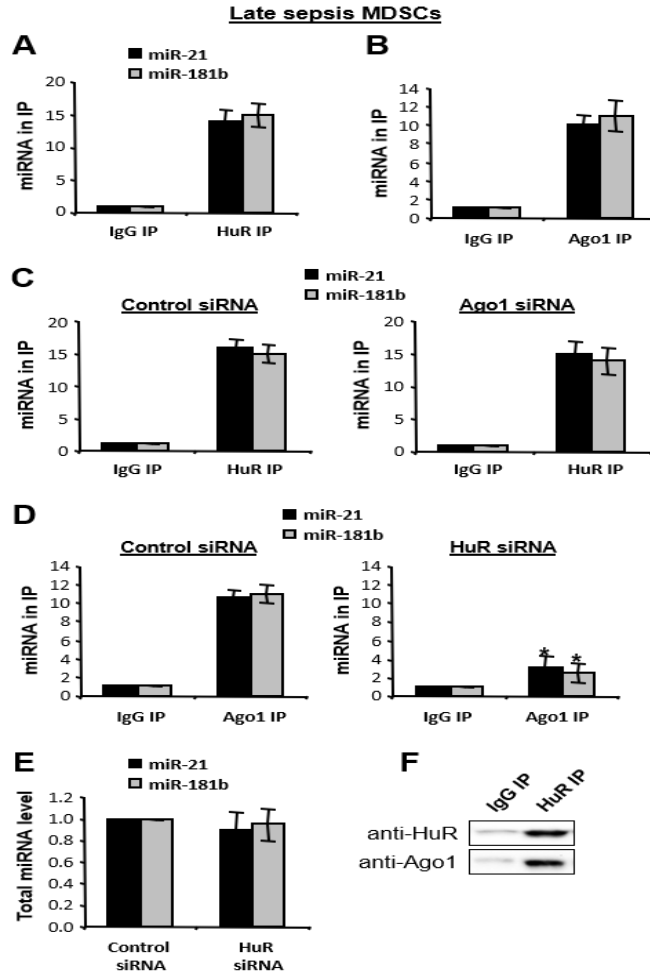 Late sepsis MDSCs
A
miR-21
miR-181b
miRNA in IP
20
15
10
5
0
IgG IP
HuR IP
B
miRNA in IP
14
12
10
8
6
4
2
0
IgG IP
Ago1 IP
C
miR-21
miR-181b
Control siRNA
miRNA in IP
20
15
10
5
0
IgG IP
HuR IP
Ago1 siRNA
miRNA in IP
20
15
10
5
0
IgG IP
HuR IP
D
miR-21
miR-181b
Control siRNA
miRNA in IP
14
12
10
8
6
4
2
0
IgG IP
Ago1 IP
HuR siRNA
miRNA in IP
14
12
10
8
6
4
2
0
* *
IgG IP
Ago1 IP
E
miR-21
miR-181b
Total miRNA level
1.2
1.0
0.8
0.6
0.4
0.2
0.0
Control
siRNA
HuR
siRNA
F
IgG IP
HuR IP
anti-HuR
anti-Ago1